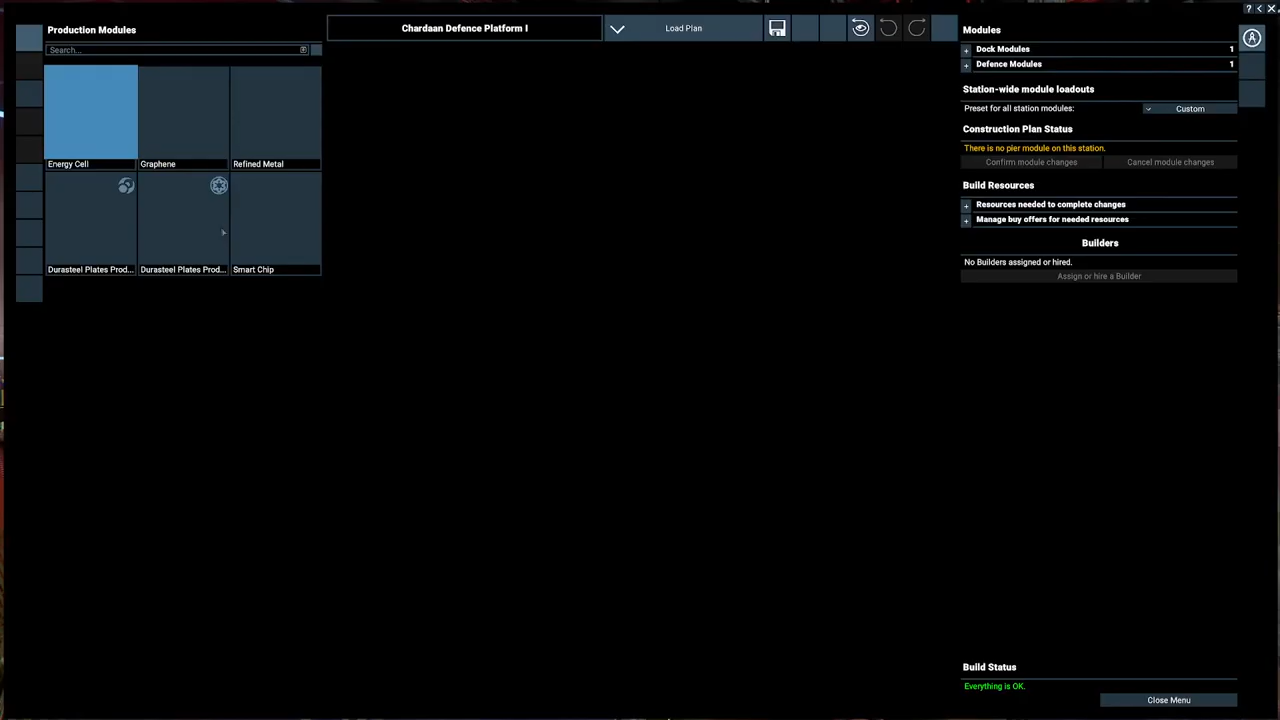 Production Modules
Search...
Energy Cell
Graphene
Refined Metal
Durasteel Plates Prod...
Durasteel Plates Prod...
Smart Chip
Chardaan Defence Platform I
Load Plan
Modules
Dock Modules 1
Defence Modules 1
Station-wide module loadouts
Preset for all station modules: Custom
Construction Plan Status
There is no pier module on this station.
Confirm module changes Cancel module changes
Build Resources
Resources needed to complete changes
Manage buy offers for needed resources
Builders
No Builders assigned or hired.
Assign or hire a Builder
Build Status
Everything is OK.
Close Menu